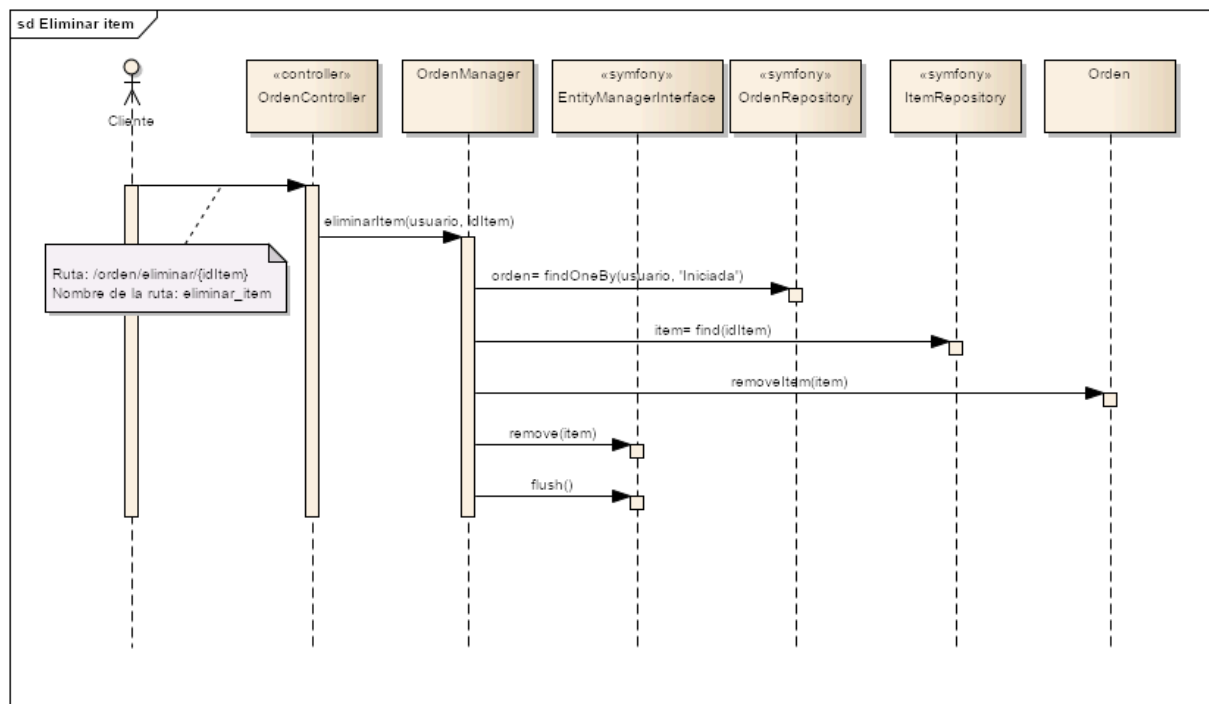 sd Eliminar item
«controller»
OrdenController
OrdenManager
«symfony»
EntityManagerInterface
«symfony»
OrdenRepository
«symfony»
ItemRepository
Orden
Cliente
eliminarItem(usuario, idItem)
Ruta: /orden/eliminar/{idItem}
Nombre de la ruta: eliminar_item
orden= findOneBy(usuario, 'Iniciada')
item= find(idItem)
removeItem(item)
remove(item)
flush()